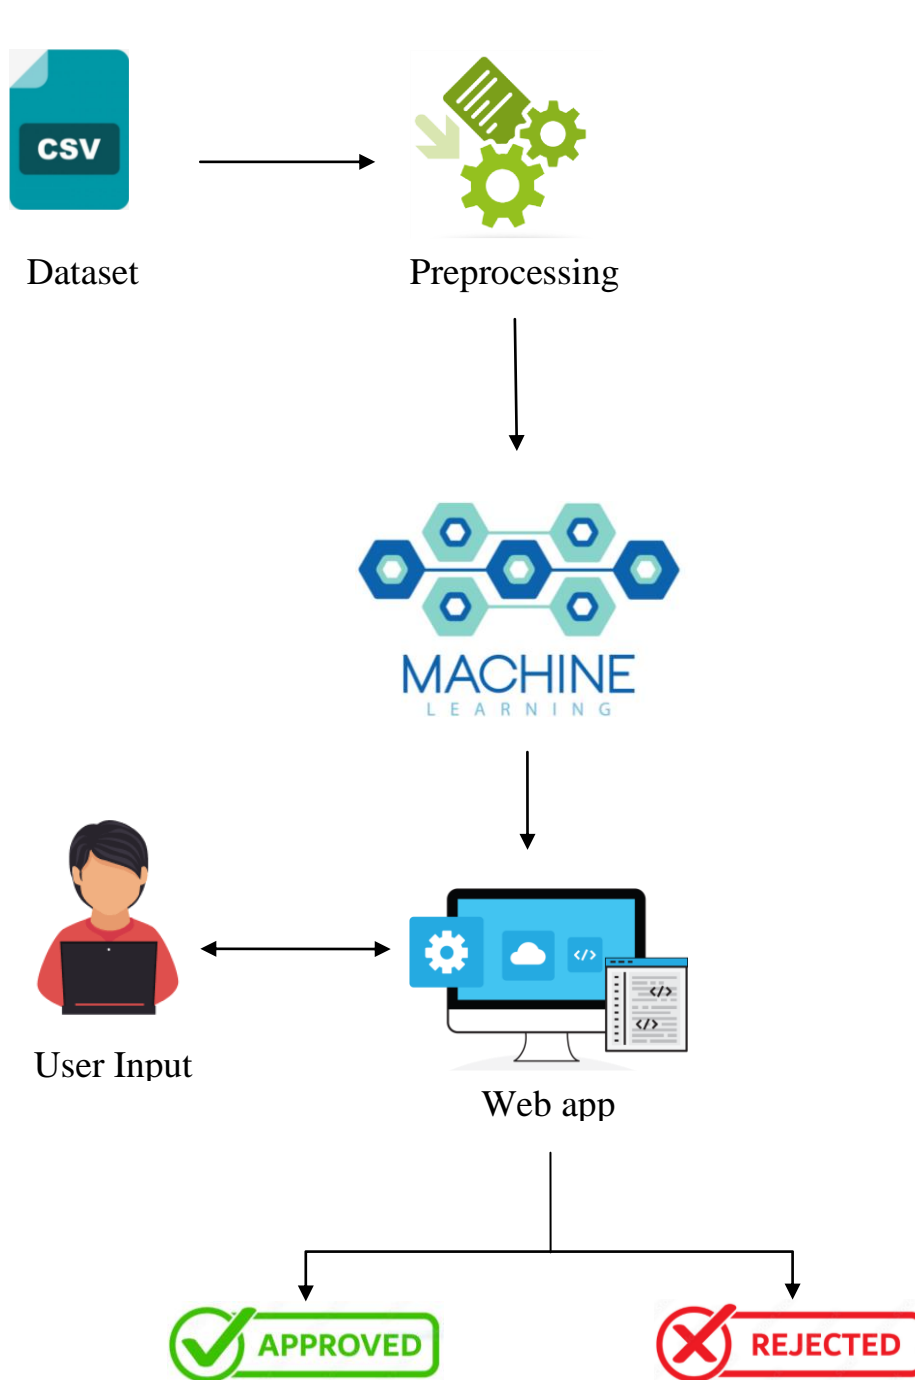 CSV
Dataset
Preprocessing
MACHINE
LEARNING
</>
</>
</>
User Input
Web app
APPROVED
REJECTED